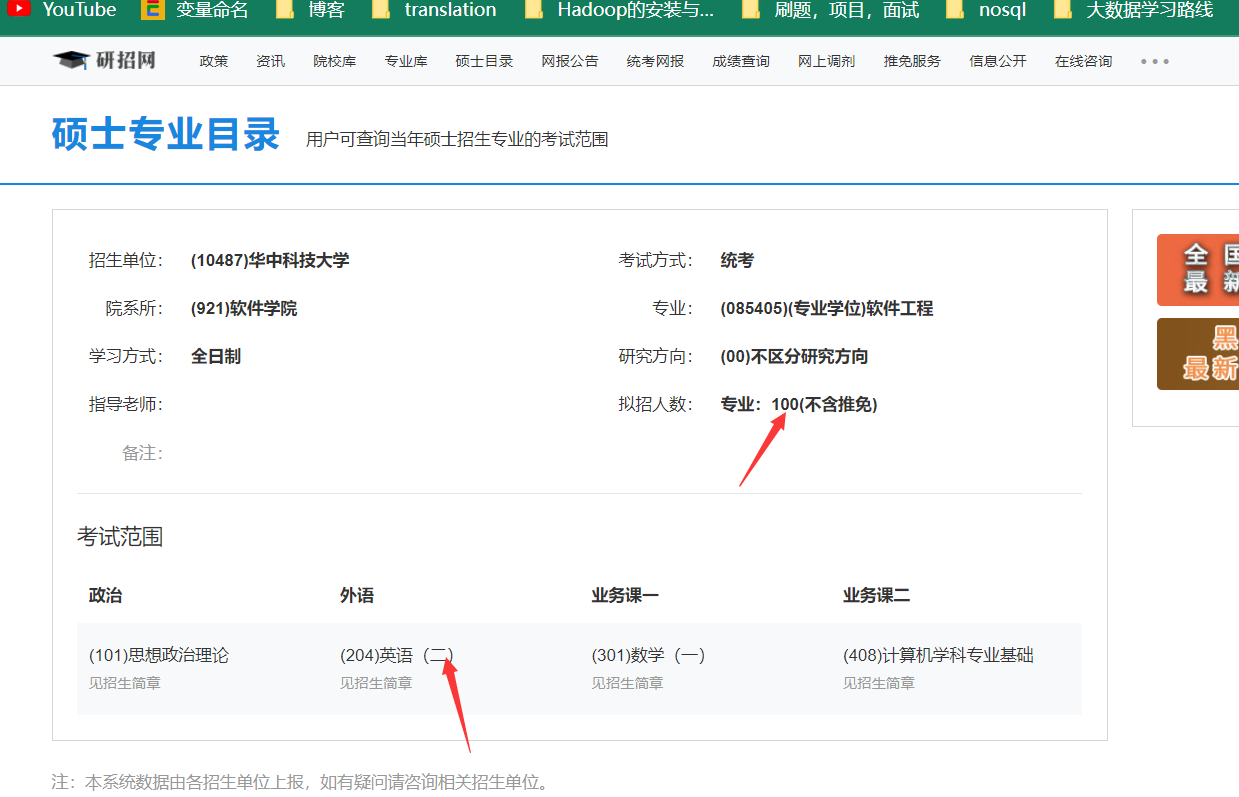 YouTube 变量命名 博客 translation Hadoop的安装与... 刷题，项目，面试 nosql 大数据学习路线
研招网 政策 资讯 院校库 专业库 硕士目录 网报公告 统考网报 成绩查询 网上调剂 推免服务 信息公开 在线咨询 •••
硕士专业目录 用户可查询当年硕士招生专业的考试范围
招生单位： (10487)华中科技大学 考试方式： 统考
院系所： (921)软件学院 专业： (085405)(专业学位)软件工程
学习方式： 全日制 研究方向： (00)不区分研究方向
指导老师： 拟招人数： 专业：100(不含推免)
备注：
全 国
最 新
黑
最新
考试范围
政治 外语 业务课一 业务课二
(101)思想政治理论 (204)英语（二） (301)数学（一） (408)计算机学科专业基础
见招生简章 见招生简章 见招生简章 见招生简章
注：本系统数据由各招生单位上报，如有疑问请咨询相关招生单位。